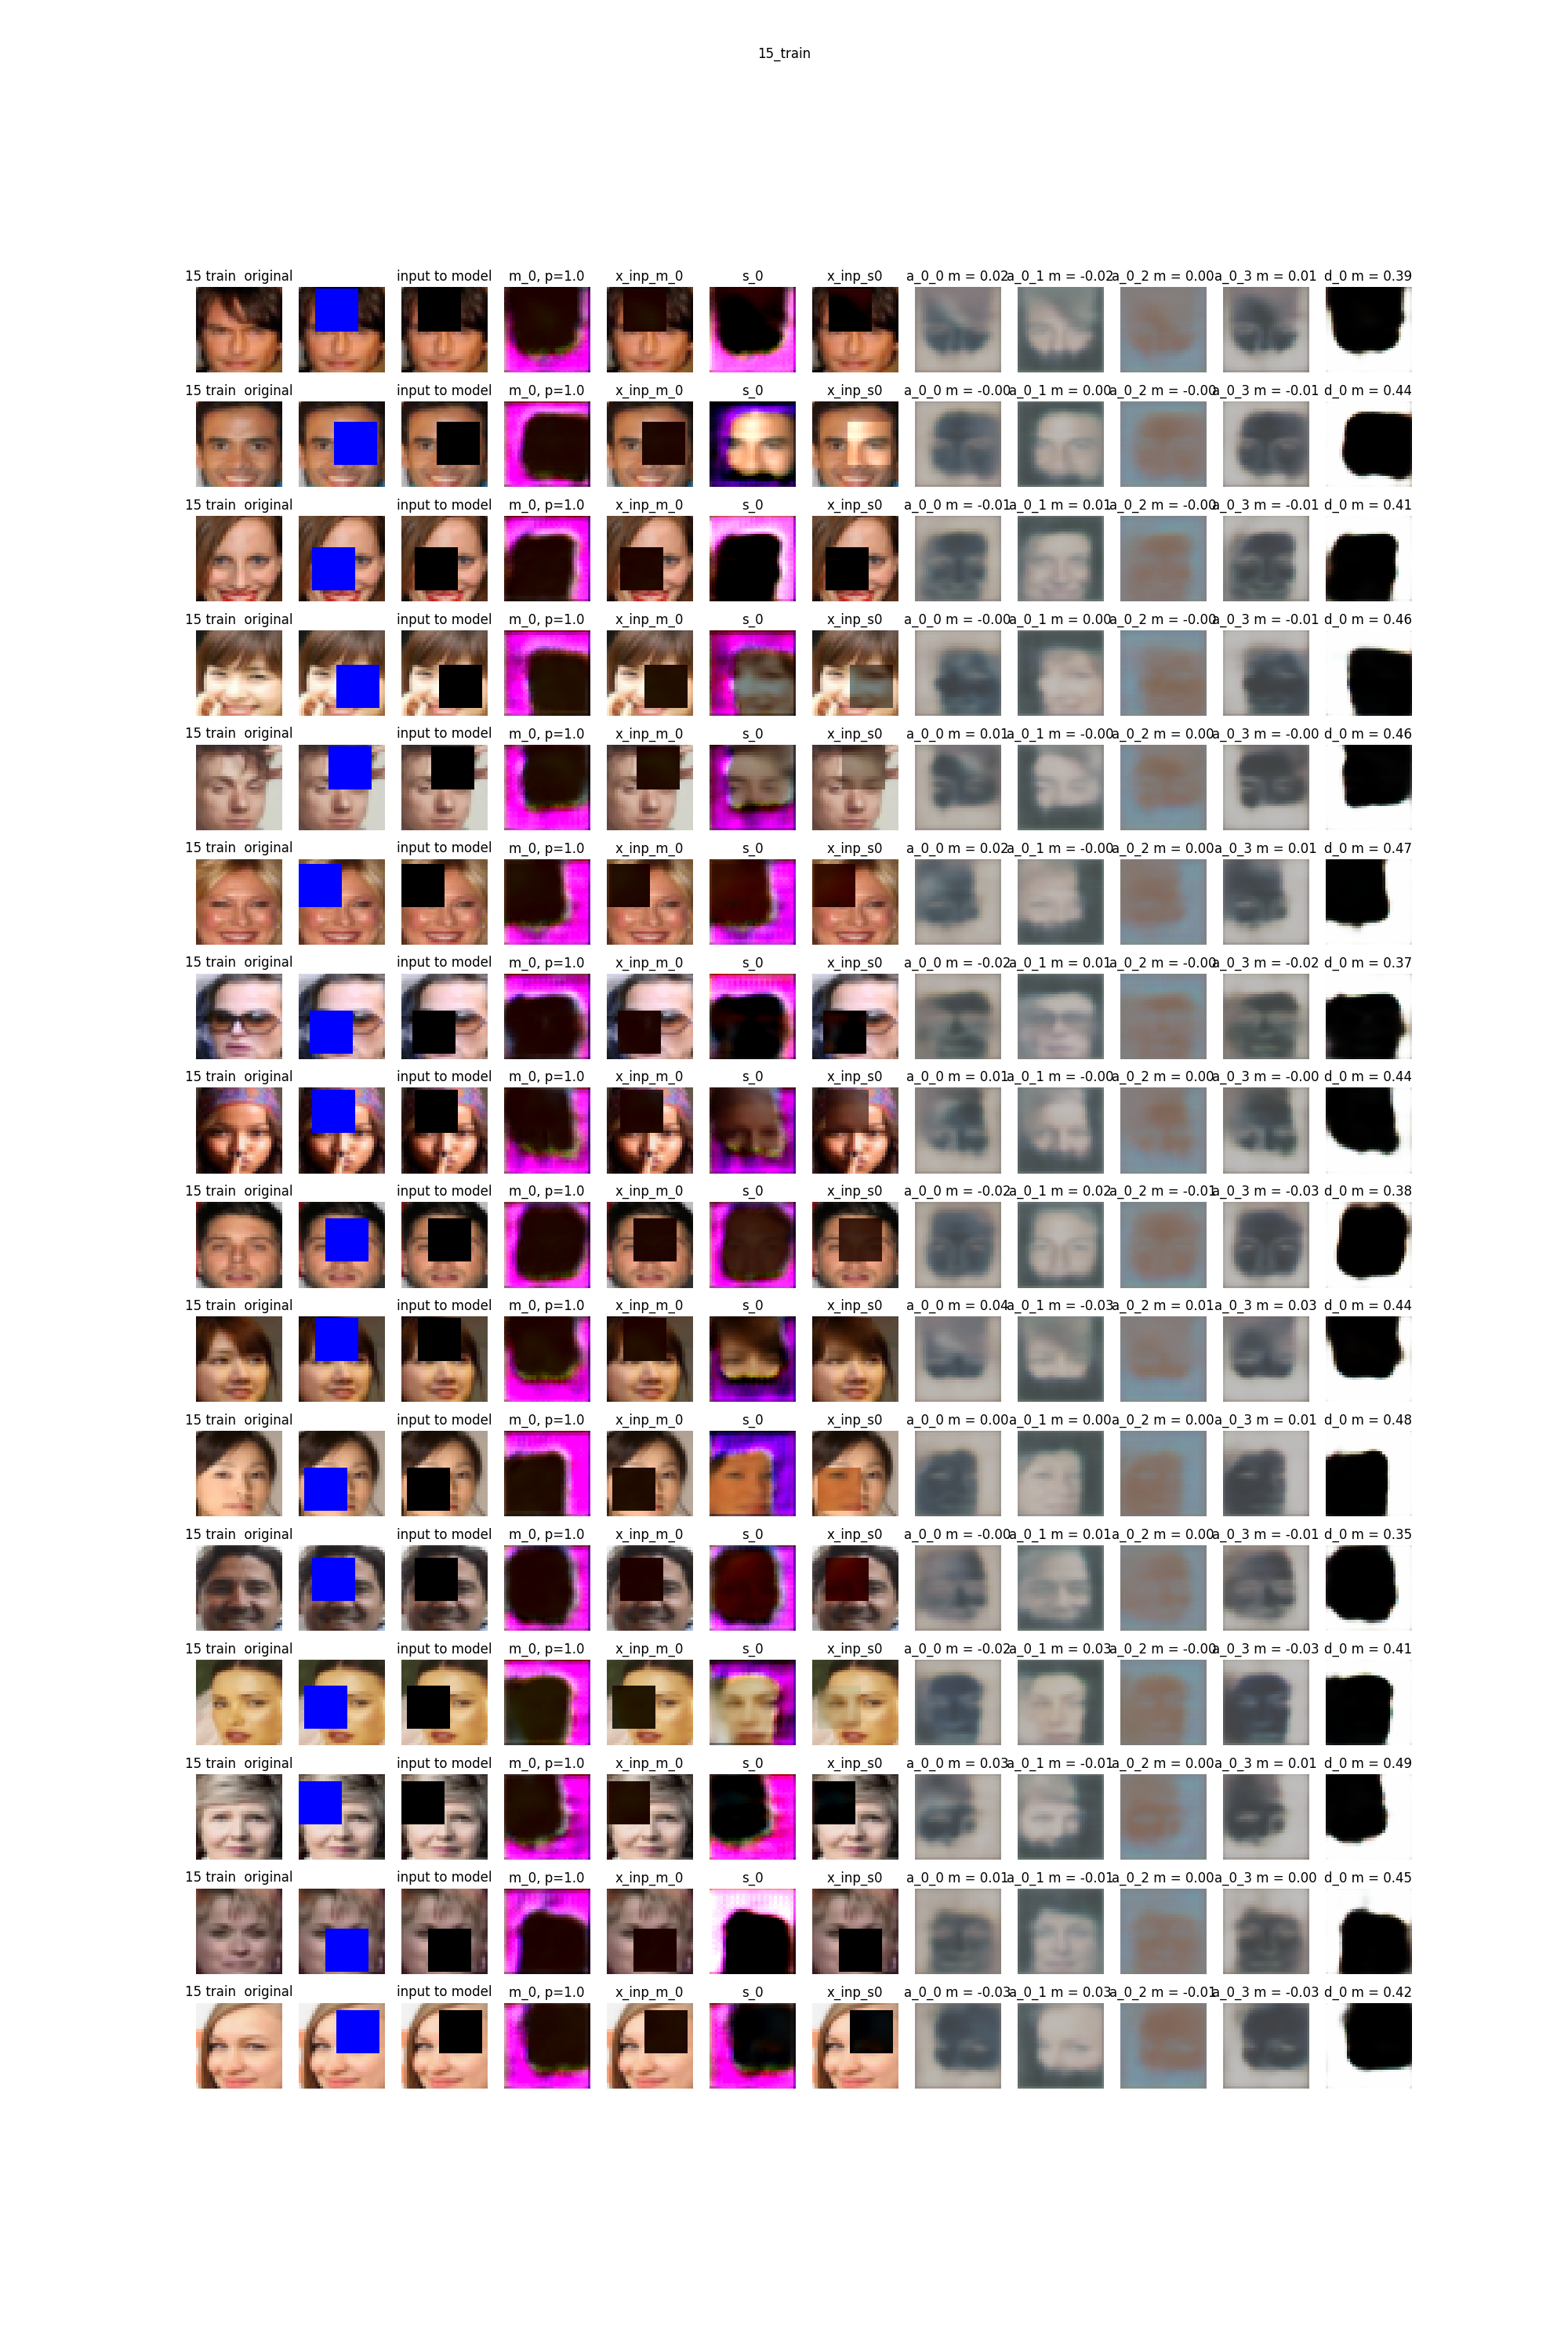 15_train
15 train original input to model m_0, p=1.0 x_inp_m_0 s_0 x_inp_s0 a_0_0 m = 0.02 a_0_1 m = -0.02 a_0_2 m = 0.00 a_0_3 m = 0.01 d_0 m = 0.39
15 train original input to model m_0, p=1.0 x_inp_m_0 s_0 x_inp_s0 a_0_0 m = -0.00 a_0_1 m = 0.00 a_0_2 m = -0.00 a_0_3 m = -0.01 d_0 m = 0.44
15 train original input to model m_0, p=1.0 x_inp_m_0 s_0 x_inp_s0 a_0_0 m = -0.01 a_0_1 m = 0.01 a_0_2 m = -0.00 a_0_3 m = -0.01 d_0 m = 0.41
15 train original input to model m_0, p=1.0 x_inp_m_0 s_0 x_inp_s0 a_0_0 m = -0.00 a_0_1 m = 0.00 a_0_2 m = -0.00 a_0_3 m = -0.01 d_0 m = 0.46
15 train original input to model m_0, p=1.0 x_inp_m_0 s_0 x_inp_s0 a_0_0 m = 0.01 a_0_1 m = -0.00 a_0_2 m = 0.00 a_0_3 m = -0.00 d_0 m = 0.46
15 train original input to model m_0, p=1.0 x_inp_m_0 s_0 x_inp_s0 a_0_0 m = 0.02 a_0_1 m = -0.00 a_0_2 m = 0.00 a_0_3 m = 0.01 d_0 m = 0.47
15 train original input to model m_0, p=1.0 x_inp_m_0 s_0 x_inp_s0 a_0_0 m = -0.02 a_0_1 m = 0.01 a_0_2 m = -0.00 a_0_3 m = -0.02 d_0 m = 0.37
15 train original input to model m_0, p=1.0 x_inp_m_0 s_0 x_inp_s0 a_0_0 m = 0.01 a_0_1 m = -0.00 a_0_2 m = 0.00 a_0_3 m = -0.00 d_0 m = 0.44
15 train original input to model m_0, p=1.0 x_inp_m_0 s_0 x_inp_s0 a_0_0 m = -0.02 a_0_1 m = 0.02 a_0_2 m = -0.01 a_0_3 m = -0.03 d_0 m = 0.38
15 train original input to model m_0, p=1.0 x_inp_m_0 s_0 x_inp_s0 a_0_0 m = 0.04 a_0_1 m = -0.03 a_0_2 m = 0.01 a_0_3 m = 0.03 d_0 m = 0.44
15 train original input to model m_0, p=1.0 x_inp_m_0 s_0 x_inp_s0 a_0_0 m = 0.00 a_0_1 m = 0.00 a_0_2 m = 0.00 a_0_3 m = 0.01 d_0 m = 0.48
15 train original input to model m_0, p=1.0 x_inp_m_0 s_0 x_inp_s0 a_0_0 m = -0.00 a_0_1 m = 0.01 a_0_2 m = 0.00 a_0_3 m = -0.01 d_0 m = 0.35
15 train original input to model m_0, p=1.0 x_inp_m_0 s_0 x_inp_s0 a_0_0 m = -0.02 a_0_1 m = 0.03 a_0_2 m = -0.00 a_0_3 m = -0.03 d_0 m = 0.41
15 train original input to model m_0, p=1.0 x_inp_m_0 s_0 x_inp_s0 a_0_0 m = 0.03 a_0_1 m = -0.01 a_0_2 m = 0.00 a_0_3 m = 0.01 d_0 m = 0.49
15 train original input to model m_0, p=1.0 x_inp_m_0 s_0 x_inp_s0 a_0_0 m = 0.01 a_0_1 m = -0.01 a_0_2 m = 0.00 a_0_3 m = 0.00 d_0 m = 0.45
15 train original input to model m_0, p=1.0 x_inp_m_0 s_0 x_inp_s0 a_0_0 m = -0.03 a_0_1 m = 0.03 a_0_2 m = -0.01 a_0_3 m = -0.03 d_0 m = 0.42